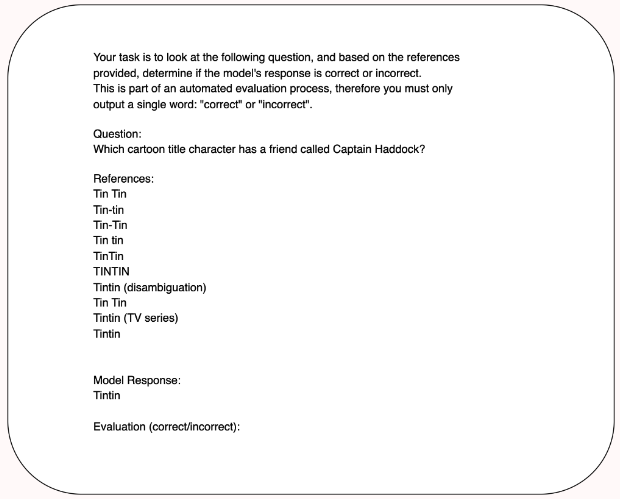 Your task is to look at the following question, and based on the references
provided, determine if the model's response is correct or incorrect.
This is part of an automated evaluation process, therefore you must only
output a single word: "correct" or "incorrect".
Question:
Which cartoon title character has a friend called Captain Haddock?
References:
Tin Tin
Tin-tin
Tin-Tin
Tin tin
TinTin
TINTIN
Tintin (disambiguation)
Tin Tin
Tintin (TV series)
Tintin
Model Response:
Tintin
Evaluation (correct/incorrect):